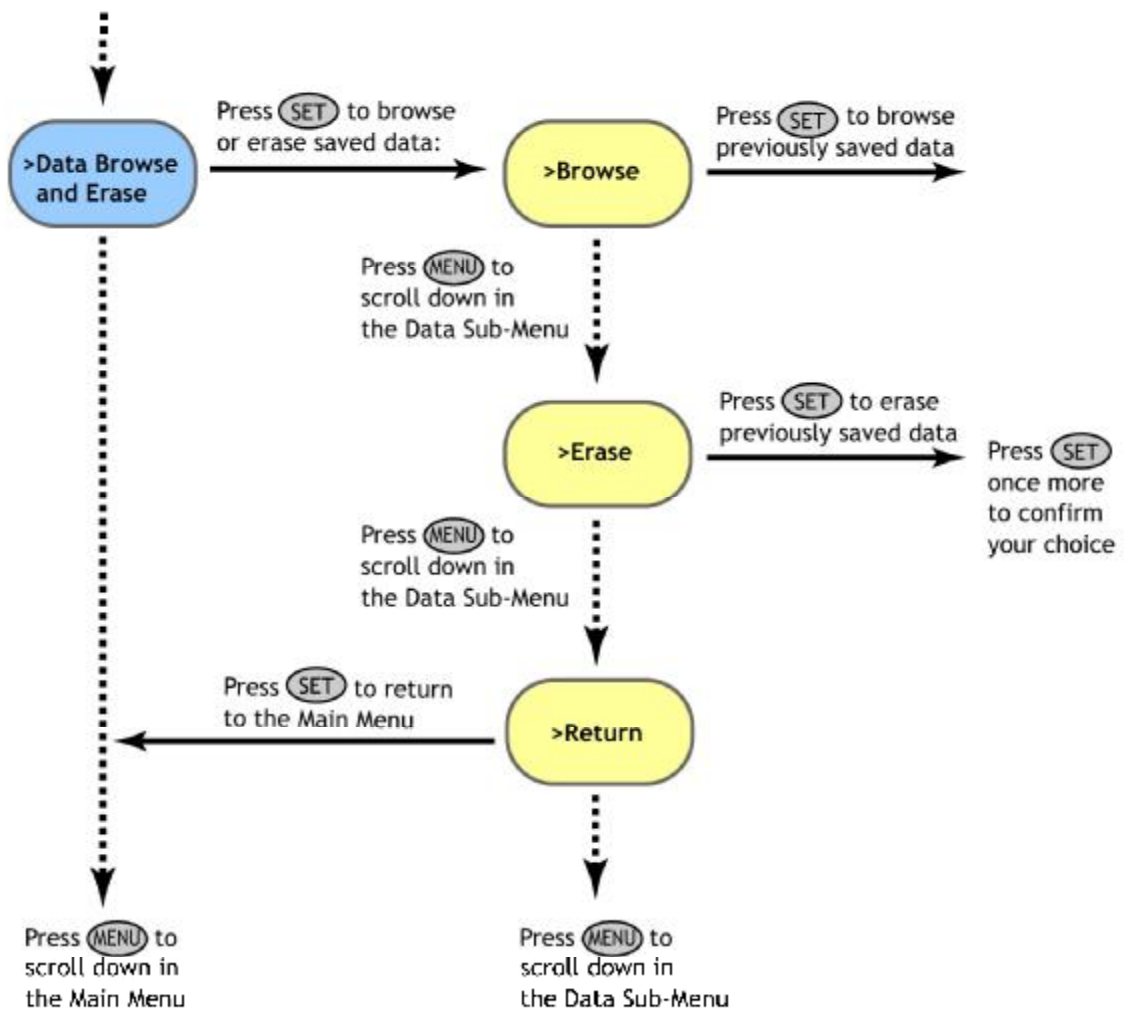 Press SET to browse
or erase saved data:
>Data Browse
and Erase
>Browse
Press SET to browse
previously saved data
Press MENU to
scroll down in
the Data Sub-Menu
>Erase
Press SET to erase
previously saved data
Press SET
once more
to confirm
your choice
Press MENU to
scroll down in
the Data Sub-Menu
>Return
Press SET to return
to the Main Menu
Press MENU to
scroll down in
the Main Menu
Press MENU to
scroll down in
the Data Sub-Menu